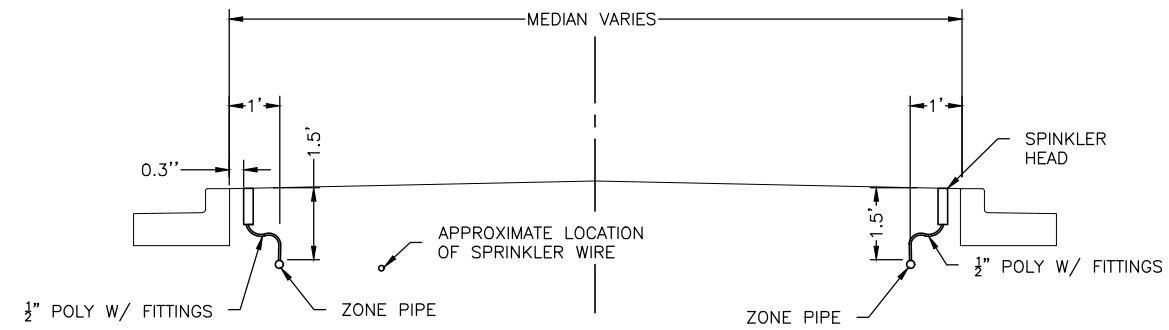 MEDIAN VARIES
1'
1.5'
0.3"
1'
1.5'
SPINKLER
HEAD
APPROXIMATE LOCATION
OF SPRINKLER WIRE
½" POLY W/ FITTINGS
½" POLY W/ FITTINGS
ZONE PIPE
ZONE PIPE